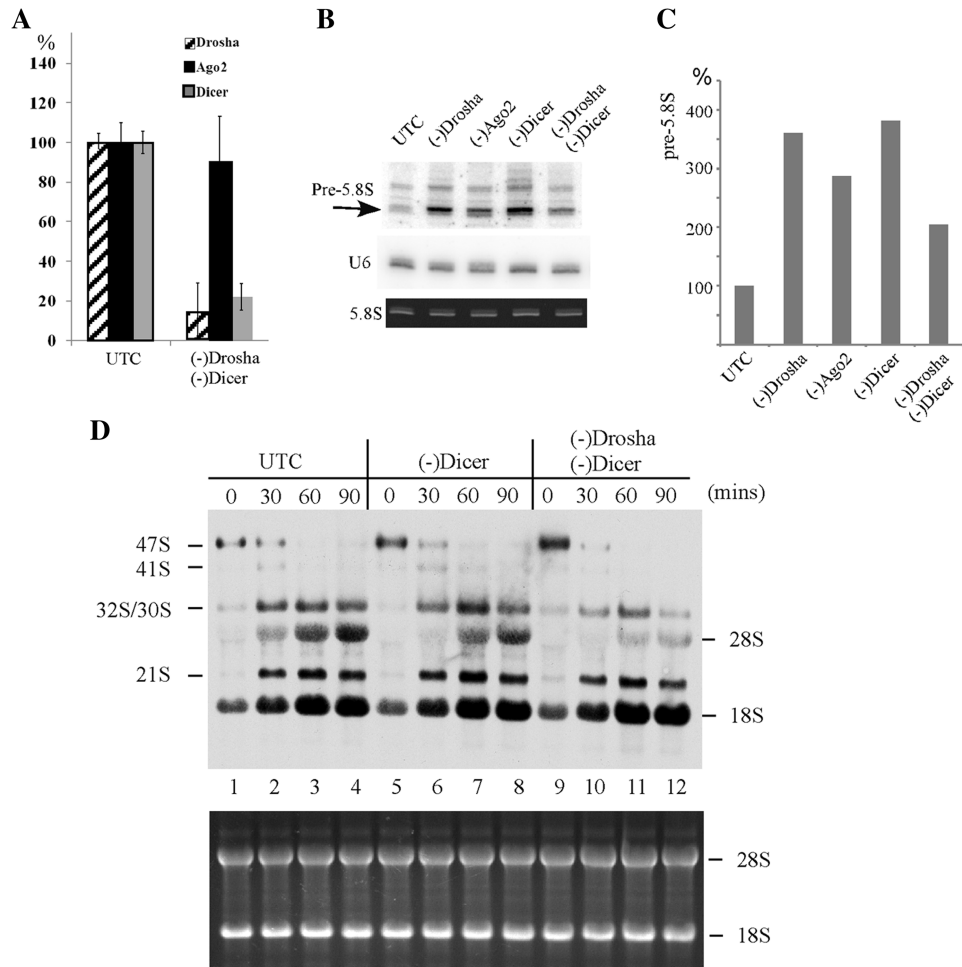 A
%
140
120
100
80
60
40
20
0
Drosha
Ago2
Dicer
UTC
(-)Drosha
(-)Dicer
B
UTC
(-)Drosha
(-)Ago2
(-)Dicer
(-)Drosha
(-)Dicer
Pre-5.8S
U6
5.8S
C
%
pre-5.8S
400
300
200
100
0
UTC
(-)Drosha
(-)Ago2
(-)Dicer
(-)Drosha
(-)Dicer
D
UTC
(-)Dicer
(-)Drosha
(-)Dicer
0 30 60 90 0 30 60 90 0 30 60 90 (mins)
47S
41S
32S/30S
28S
21S
18S
1 2 3 4 5 6 7 8 9 10 11 12
28S
18S